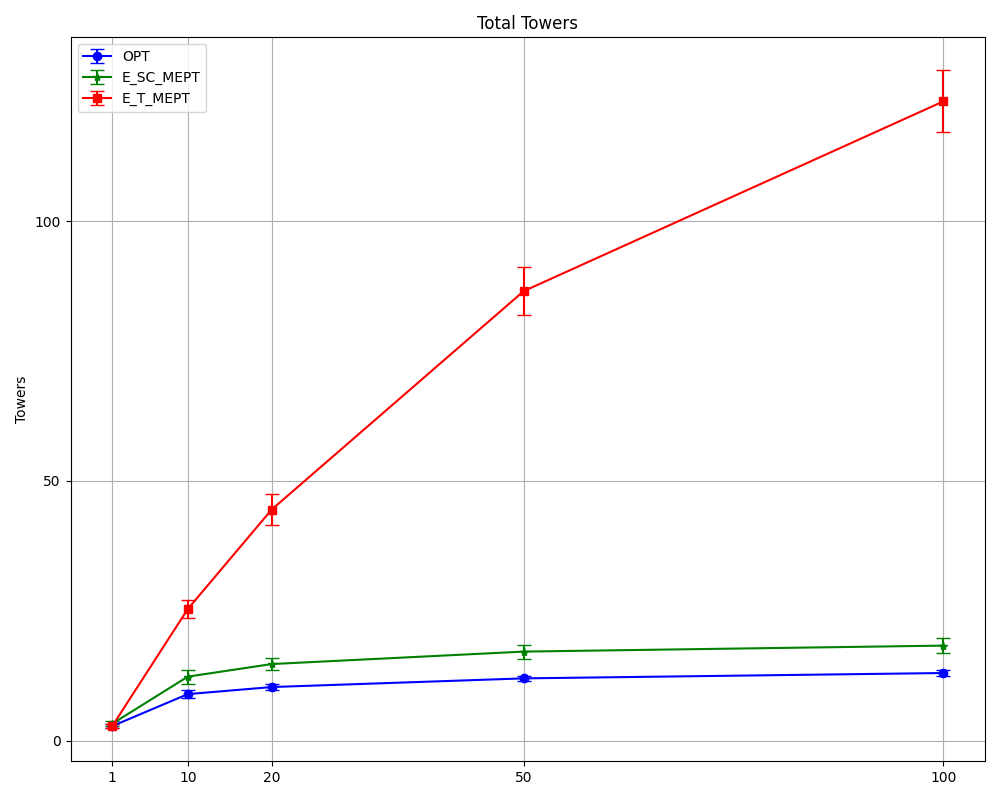 Total Towers
OPT
E_SC_MEPT
E_T_MEPT
100
50
0
Towers
1 10 20 50 100